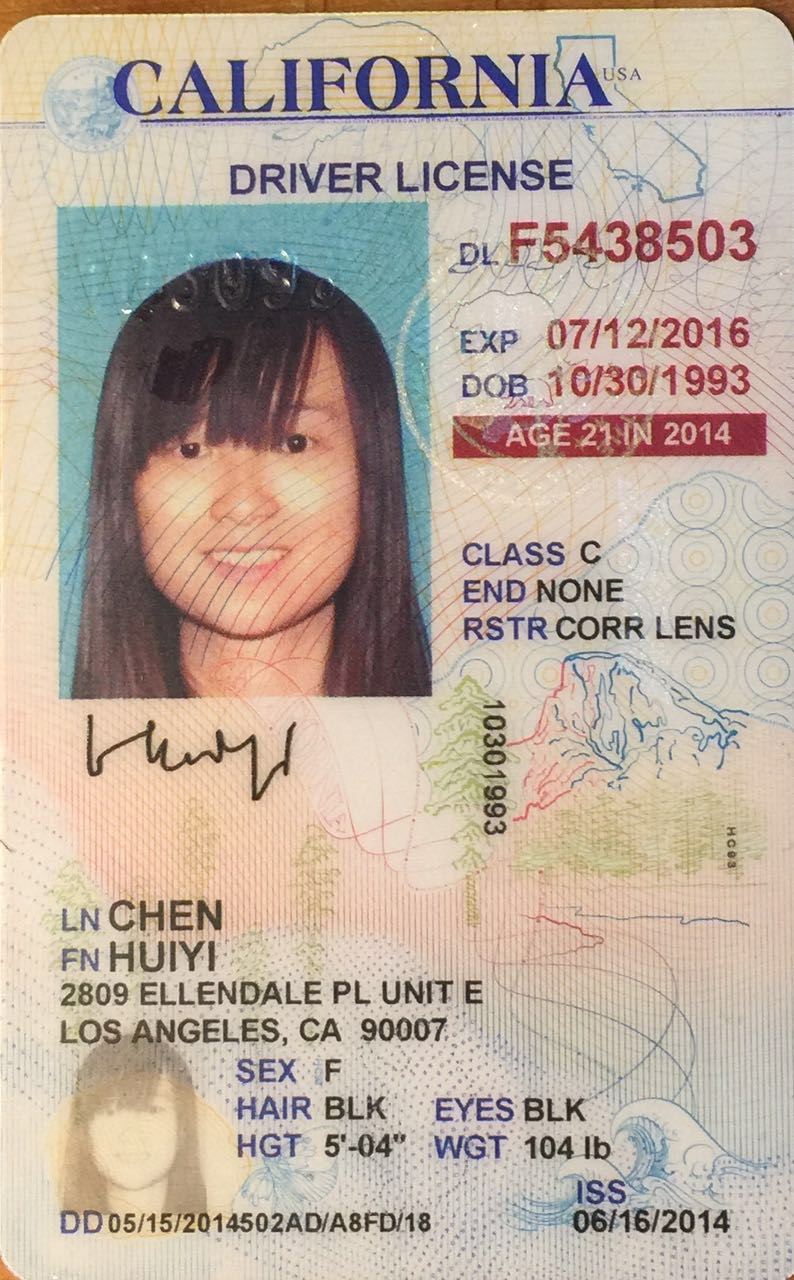 CALIFORNIA USA
DRIVER LICENSE
DL F5438503
EXP 07/12/2016
DOB 10/30/1993
AGE 21 IN 2014
CLASS C
END NONE
RSTR CORR LENS
10301993
LN CHEN
FN HUIYI
2809 ELLENDALE PL UNIT E
LOS ANGELES, CA 90007
SEX F
HAIR BLK EYES BLK
HGT 5'-04" WGT 104 lb
ISS
DD 05/15/2014502AD/A8FD/18 06/16/2014